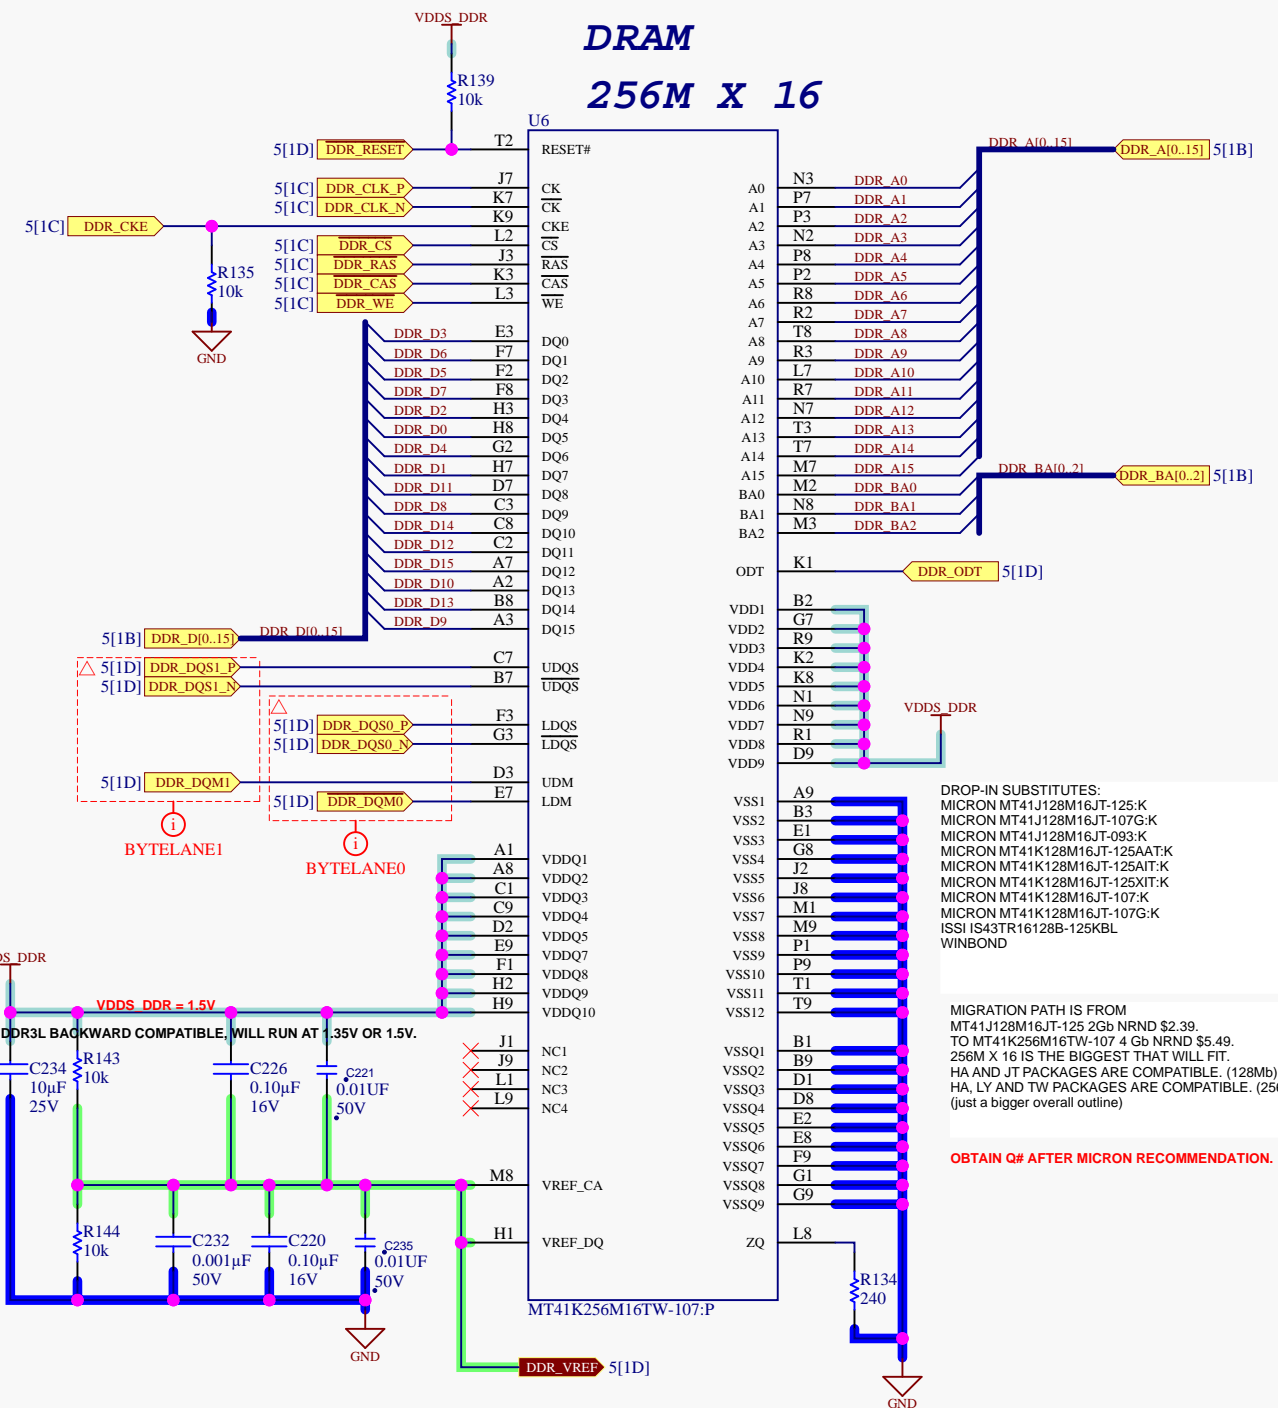 DRAM
256M X 16
VDDS_DDR
R139
10k
U6
MT41K256M16TW-107:P
5[1D] DDR_RESET T2 RESET#
5[1C] DDR_CLK_P J7 CK
5[1C] DDR_CLK_N K7 CK
5[1C] DDR_CKE K9 CKE
5[1C] DDR_CS L2 CS
5[1C] DDR_RAS J3 RAS
5[1C] DDR_CAS K3 CAS
5[1C] DDR_WE L3 WE
R135
10k
GND
DDR_D3 E3 DQ0
DDR_D6 F7 DQ1
DDR_D5 F2 DQ2
DDR_D7 F8 DQ3
DDR_D2 H3 DQ4
DDR_D0 H8 DQ5
DDR_D4 G2 DQ6
DDR_D1 H7 DQ7
DDR_D11 D7 DQ8
DDR_D8 C3 DQ9
DDR_D14 C8 DQ10
DDR_D12 C2 DQ11
DDR_D15 A7 DQ12
DDR_D10 A2 DQ13
DDR_D13 B8 DQ14
DDR_D9 A3 DQ15
5[1B] DDR_D[0..15] DDR_D[0..15]
5[1D] DDR_DQS1_P C7 UDQS
5[1D] DDR_DQS1_N B7 UDQS
5[1D] DDR_DQS0_P F3 LDQS
5[1D] DDR_DQS0_N G3 LDQS
5[1D] DDR_DQM1 D3 UDM
5[1D] DDR_DQM0 E7 LDM
i
BYTELANE1
i
BYTELANE0
A1 VDDQ1
A8 VDDQ2
C1 VDDQ3
C9 VDDQ4
D2 VDDQ5
E9 VDDQ7
F1 VDDQ8
H2 VDDQ9
H9 VDDQ10
J1 NC1
J9 NC2
L1 NC3
L9 NC4
M8 VREF_CA
H1 VREF_DQ
DDR_VREF 5[1D]
A0 N3 DDR_A0
A1 P7 DDR_A1
A2 P3 DDR_A2
A3 N2 DDR_A3
A4 P8 DDR_A4
A5 P2 DDR_A5
A6 R8 DDR_A6
A7 R2 DDR_A7
A8 T8 DDR_A8
A9 R3 DDR_A9
A10 L7 DDR_A10
A11 R7 DDR_A11
A12 N7 DDR_A12
A13 T3 DDR_A13
A14 T7 DDR_A14
A15 M7 DDR_A15
BA0 M2 DDR_BA0
BA1 N8 DDR_BA1
BA2 M3 DDR_BA2
DDR_A[0..15] DDR_A[0..15] 5[1B]
DDR_BA[0..2] DDR_BA[0..2] 5[1B]
ODT K1 DDR_ODT 5[1D]
VDD1 B2
VDD2 G7
VDD3 R9
VDD4 K2
VDD5 K8
VDD6 N1
VDD7 N9
VDD8 R1
VDD9 D9
VDDS_DDR
VSS1 A9
VSS2 B3
VSS3 E1
VSS4 G8
VSS5 J2
VSS6 J8
VSS7 M1
VSS8 M9
VSS9 P1
VSS10 P9
VSS11 T1
VSS12 T9
VSSQ1 B1
VSSQ2 B9
VSSQ3 D1
VSSQ4 D8
VSSQ5 E2
VSSQ6 E8
VSSQ7 F9
VSSQ8 G1
VSSQ9 G9
ZQ L8
R134
240
GND
DS_DDR
VDDS_DDR = 1.5V
DDR3L BACKWARD COMPATIBLE, WILL RUN AT 1.35V OR 1.5V.
C234
10µF
25V
R143
10k
C226
0.10µF
16V
C221
0.01UF
50V
R144
10k
C232
0.001µF
50V
C220
0.10µF
16V
C235
0.01UF
50V
GND
DROP-IN SUBSTITUTES:
MICRON MT41J128M16JT-125:K
MICRON MT41J128M16JT-107G:K
MICRON MT41J128M16JT-093:K
MICRON MT41K128M16JT-125AAT:K
MICRON MT41K128M16JT-125AIT:K
MICRON MT41K128M16JT-125XIT:K
MICRON MT41K128M16JT-107:K
MICRON MT41K128M16JT-107G:K
ISSI IS43TR16128B-125KBL
WINBOND
MIGRATION PATH IS FROM
MT41J128M16JT-125 2Gb NRND $2.39.
TO MT41K256M16TW-107 4 Gb NRND $5.49.
256M X 16 IS THE BIGGEST THAT WILL FIT.
HA AND JT PACKAGES ARE COMPATIBLE. (128Mb)
HA, LY AND TW PACKAGES ARE COMPATIBLE. (256
(just a bigger overall outline)
OBTAIN Q# AFTER MICRON RECOMMENDATION.